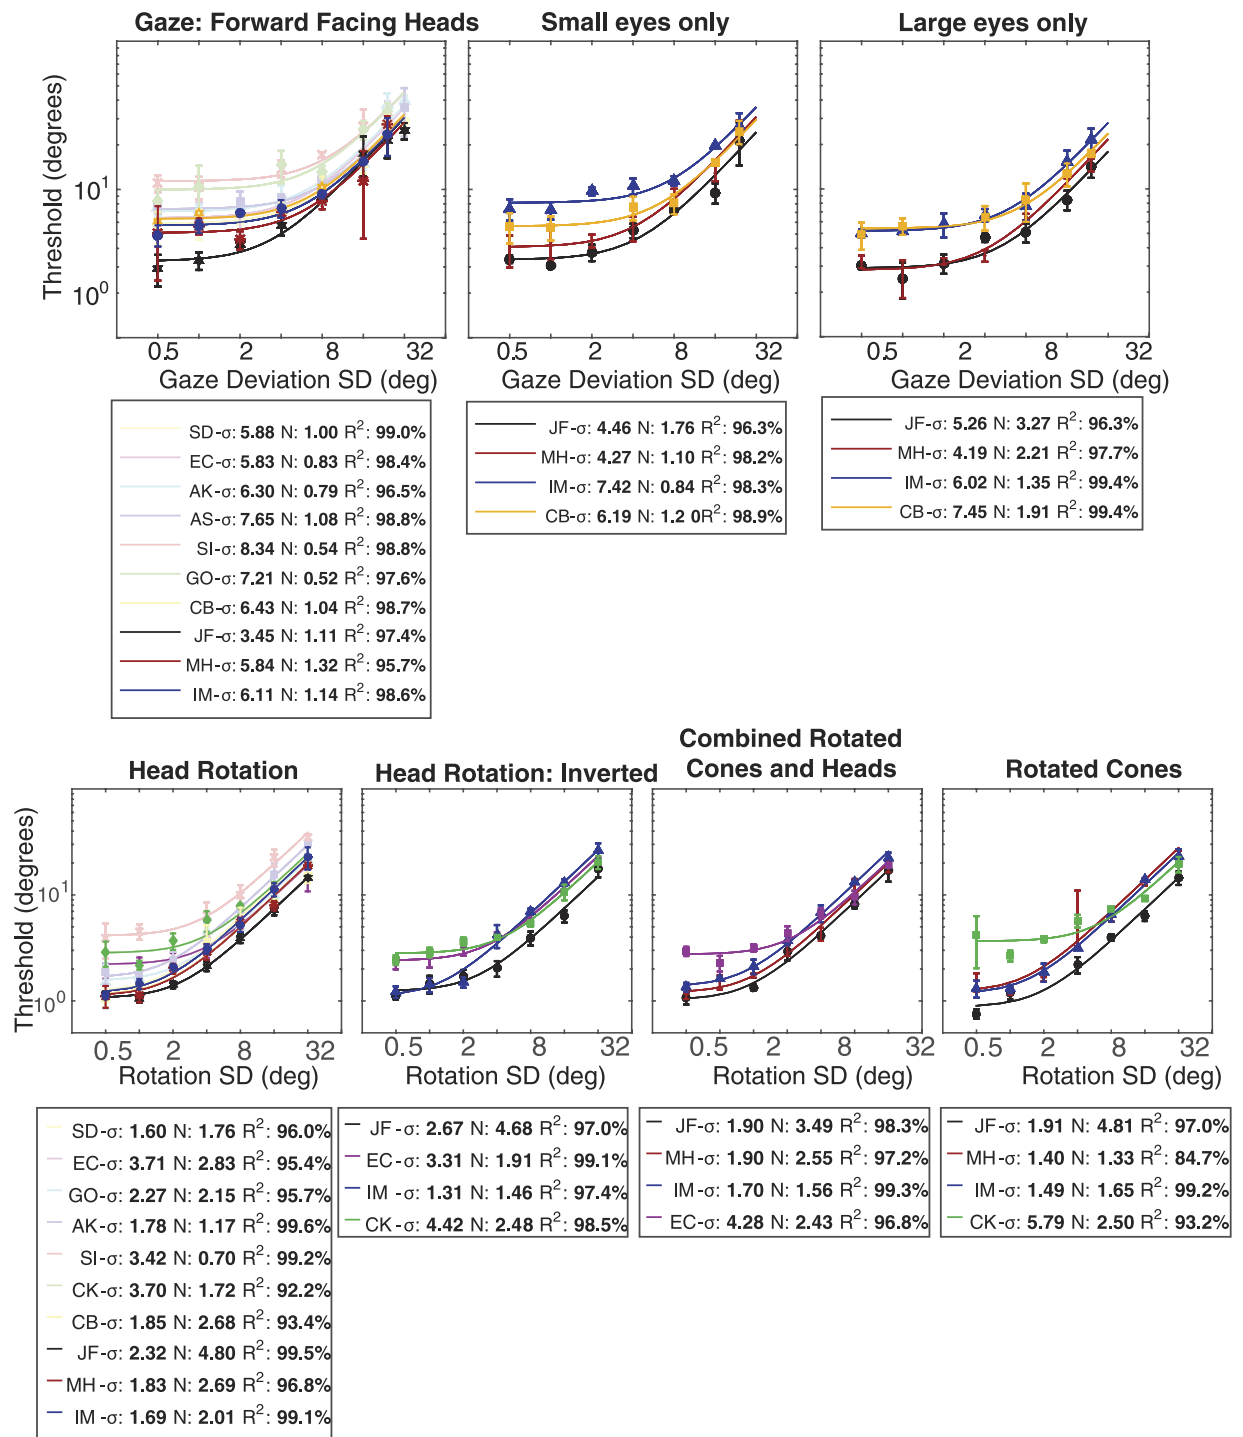 Gaze: Forward Facing Heads
Small eyes only
Large eyes only
Threshold (degrees)
10¹
10⁰
0.5 2 8 32
0.5 2 8 32
0.5 2 8 32
Gaze Deviation SD (deg)
Gaze Deviation SD (deg)
Gaze Deviation SD (deg)
SD-σ: 5.88 N: 1.00 R²: 99.0%
EC-σ: 5.83 N: 0.83 R²: 98.4%
AK-σ: 6.30 N: 0.79 R²: 96.5%
AS-σ: 7.65 N: 1.08 R²: 98.8%
SI-σ: 8.34 N: 0.54 R²: 98.8%
GO-σ: 7.21 N: 0.52 R²: 97.6%
CB-σ: 6.43 N: 1.04 R²: 98.7%
JF-σ: 3.45 N: 1.11 R²: 97.4%
MH-σ: 5.84 N: 1.32 R²: 95.7%
IM-σ: 6.11 N: 1.14 R²: 98.6%
JF-σ: 4.46 N: 1.76 R²: 96.3%
MH-σ: 4.27 N: 1.10 R²: 98.2%
IM-σ: 7.42 N: 0.84 R²: 98.3%
CB-σ: 6.19 N: 1.2 0R²: 98.9%
JF-σ: 5.26 N: 3.27 R²: 96.3%
MH-σ: 4.19 N: 2.21 R²: 97.7%
IM-σ: 6.02 N: 1.35 R²: 99.4%
CB-σ: 7.45 N: 1.91 R²: 99.4%
Head Rotation
Head Rotation: Inverted
Combined Rotated
Cones and Heads
Rotated Cones
Threshold (degrees)
10¹
10⁰
0.5 2 8 32
0.5 2 8 32
0.5 2 8 32
0.5 2 8 32
Rotation SD (deg)
Rotation SD (deg)
Rotation SD (deg)
Rotation SD (deg)
SD-σ: 1.60 N: 1.76 R²: 96.0%
EC-σ: 3.71 N: 2.83 R²: 95.4%
GO-σ: 2.27 N: 2.15 R²: 95.7%
AK-σ: 1.78 N: 1.17 R²: 99.6%
SI-σ: 3.42 N: 0.70 R²: 99.2%
CK-σ: 3.70 N: 1.72 R²: 92.2%
CB-σ: 1.85 N: 2.68 R²: 93.4%
JF-σ: 2.32 N: 4.80 R²: 99.5%
MH-σ: 1.83 N: 2.69 R²: 96.8%
IM-σ: 1.69 N: 2.01 R²: 99.1%
JF-σ: 2.67 N: 4.68 R²: 97.0%
EC-σ: 3.31 N: 1.91 R²: 99.1%
IM -σ: 1.31 N: 1.46 R²: 97.4%
CK-σ: 4.42 N: 2.48 R²: 98.5%
JF-σ: 1.90 N: 3.49 R²: 98.3%
MH-σ: 1.90 N: 2.55 R²: 97.2%
IM-σ: 1.70 N: 1.56 R²: 99.3%
EC-σ: 4.28 N: 2.43 R²: 96.8%
JF-σ: 1.91 N: 4.81 R²: 97.0%
MH-σ: 1.40 N: 1.33 R²: 84.7%
IM-σ: 1.49 N: 1.65 R²: 99.2%
CK-σ: 5.79 N: 2.50 R²: 93.2%